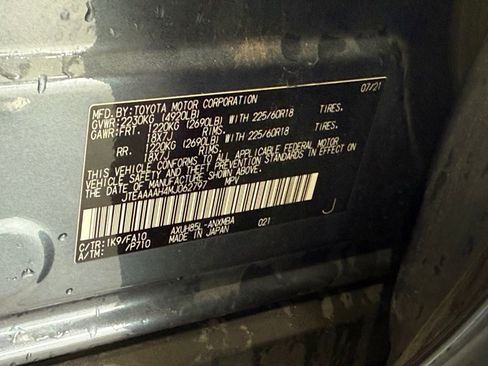 MFD. BY: TOYOTA MOTOR CORPORATION 07/21
GVWR: 2230KG (4920LB)
GAWR: FRT. 1220KG (2690LB) WITH 225/60R18
18X7J RIMS,
RR. 1220KG (2690LB) WITH 225/60R18
18X7J RIMS,
THIS VEHICLE CONFORMS TO ALL APPLICABLE FEDERAL MOTOR
VEHICLE SAFETY AND THEFT PREVENTION STANDARDS IN EFFECT
ON THE DATE OF MANUFACTURE SHOWN ABOVE.
JTEAAAAH4MJ062797 MPV
C/TR: 1K9/FA10 AXUH85L-ANXMBA 021 J
A/TM: /P710 MADE IN JAPAN